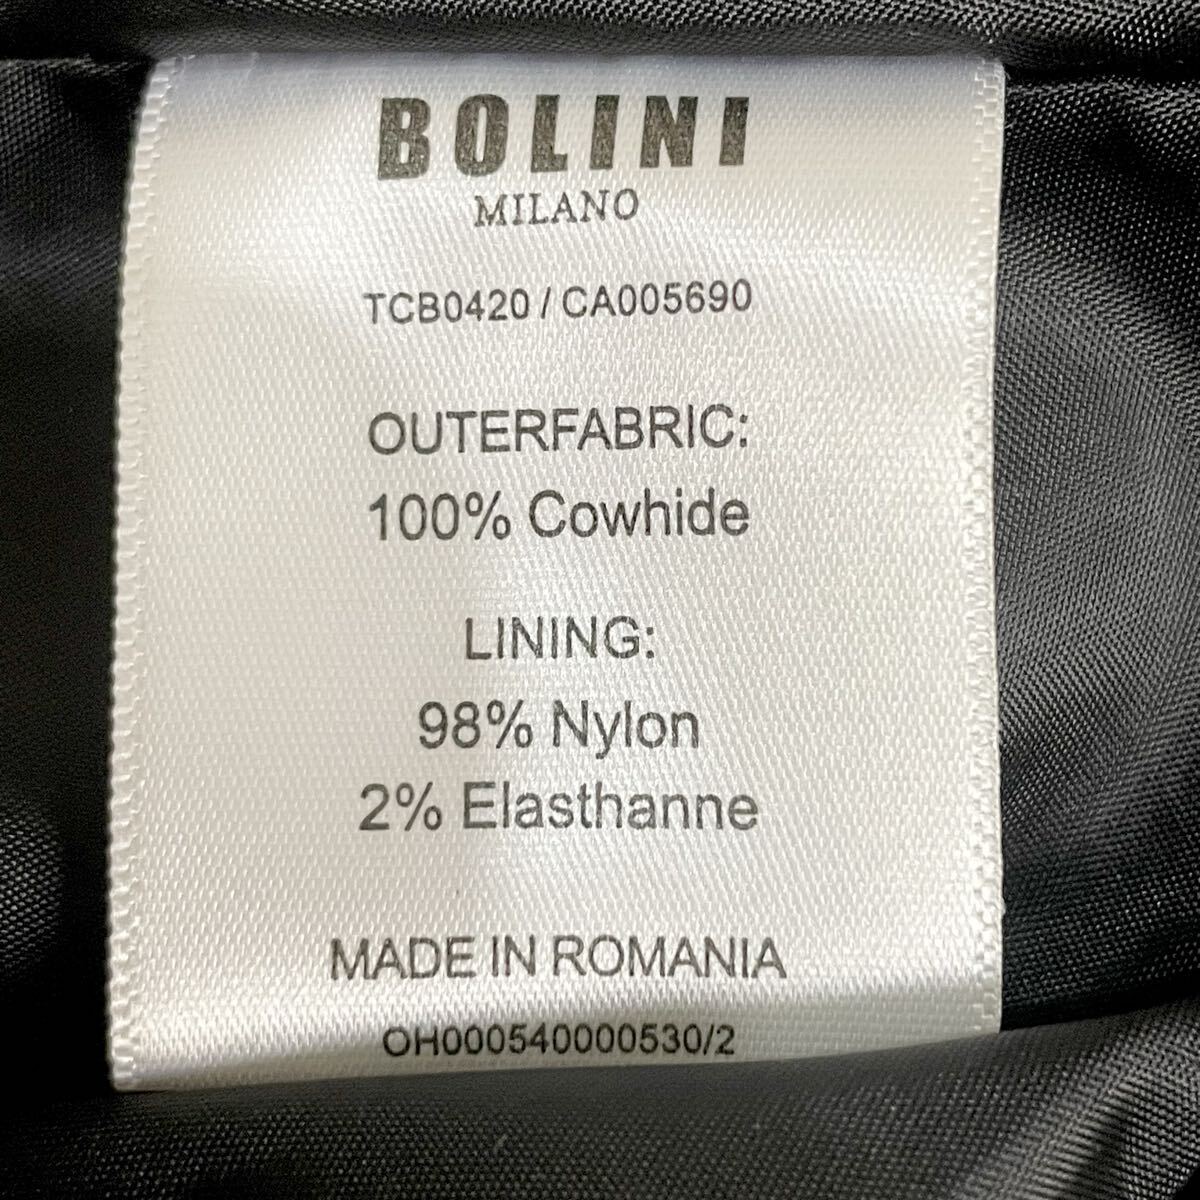 BOLINI
MILANO
TCB0420 / CA005690
OUTERFABRIC:
100% Cowhide
LINING:
98% Nylon
2% Elasthanne
MADE IN ROMANIA
OH000540000530/2